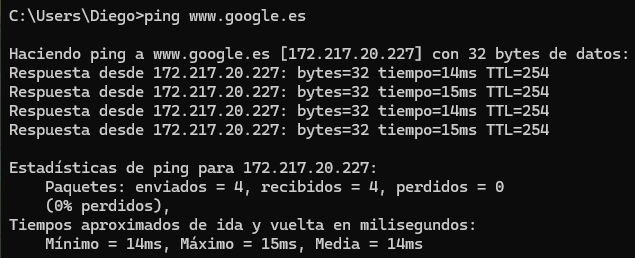 C:\Users\Diego>ping www.google.es
Haciendo ping a www.google.es [172.217.20.227] con 32 bytes de datos:
Respuesta desde 172.217.20.227: bytes=32 tiempo=14ms TTL=254
Respuesta desde 172.217.20.227: bytes=32 tiempo=15ms TTL=254
Respuesta desde 172.217.20.227: bytes=32 tiempo=14ms TTL=254
Respuesta desde 172.217.20.227: bytes=32 tiempo=15ms TTL=254
Estadísticas de ping para 172.217.20.227:
Paquetes: enviados = 4, recibidos = 4, perdidos = 0
(0% perdidos),
Tiempos aproximados de ida y vuelta en milisegundos:
Mínimo = 14ms, Máximo = 15ms, Media = 14ms